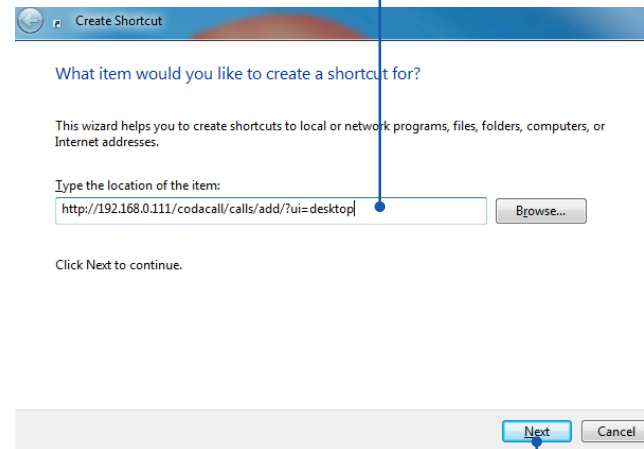 Create Shortcut
What item would you like to create a shortcut for?
This wizard helps you to create shortcuts to local or network programs, files, folders, computers, or
Internet addresses.
Type the location of the item:
http://192.168.0.111/codacall/calls/add/?ui=desktop
Browse...
Click Next to continue.
Next
Cancel